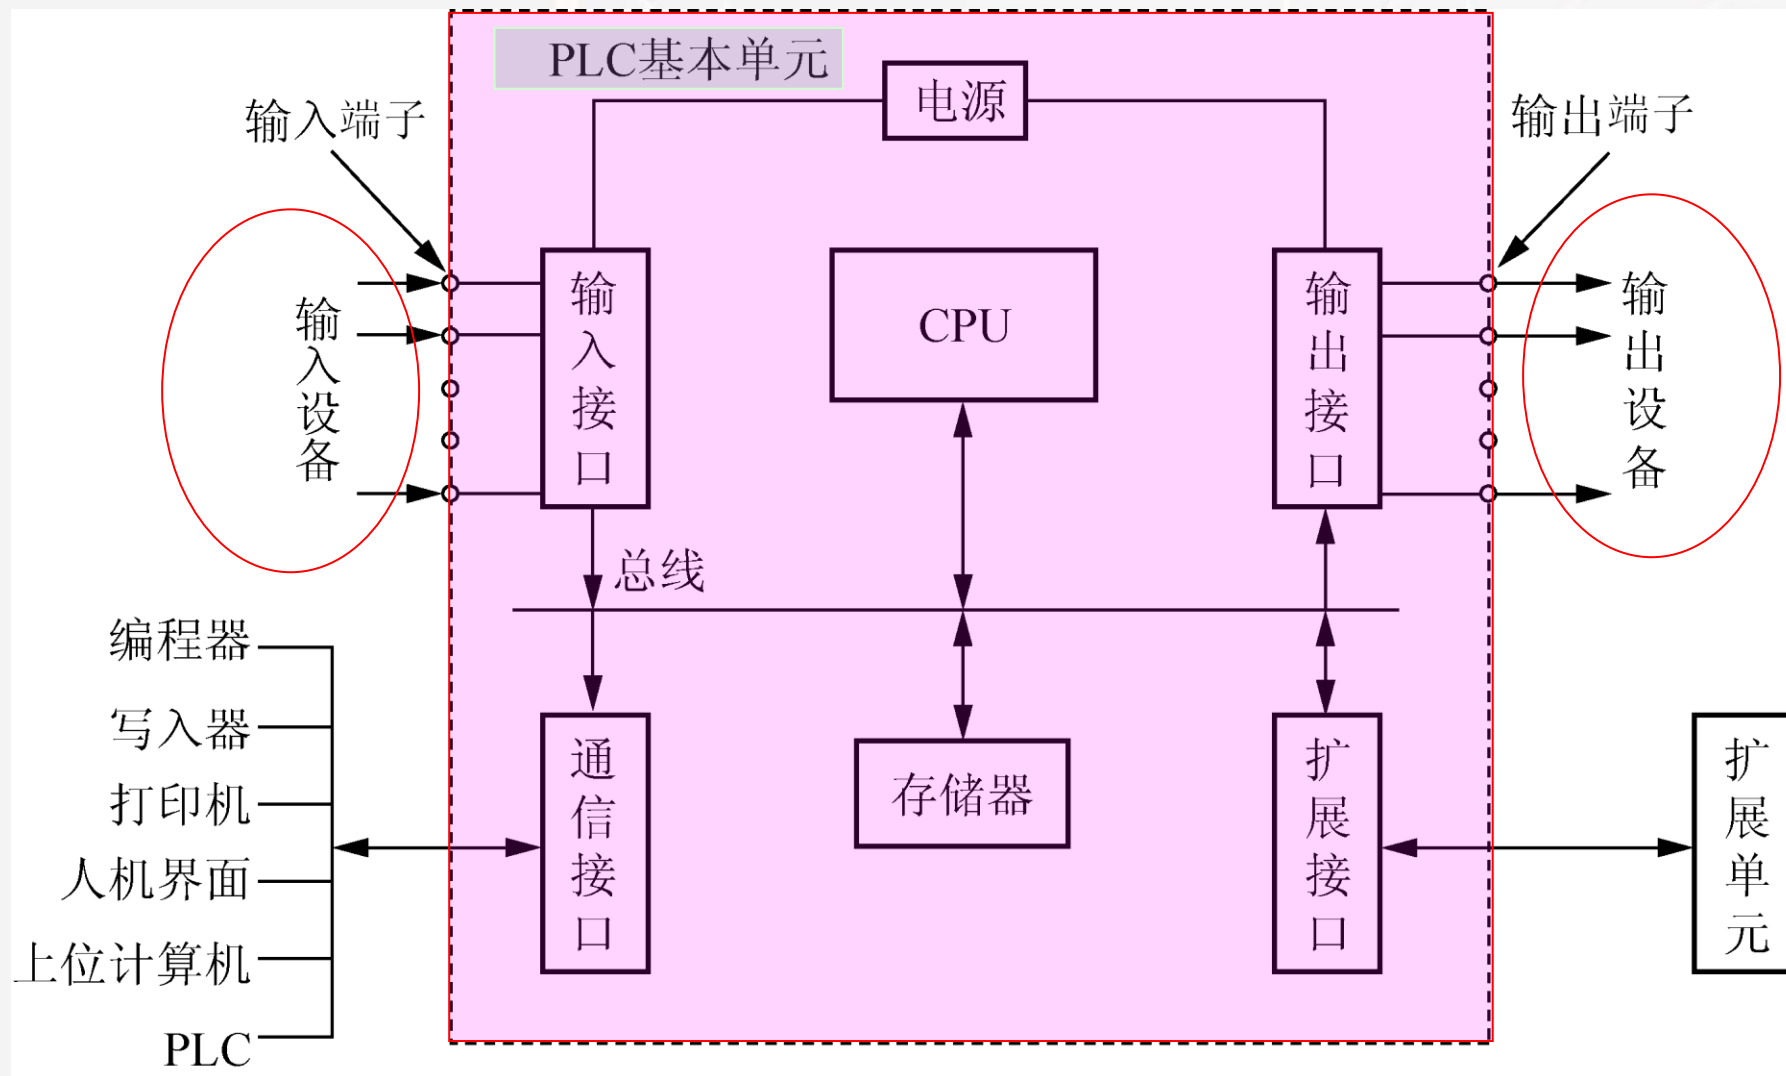 PLC基本单元
电源
输入端子
输出端子
输入设备
输入接口
CPU
输出接口
输出设备
总线
编程器
写入器
打印机
人机界面
上位计算机
PLC
通信接口
存储器
扩展接口
扩展单元